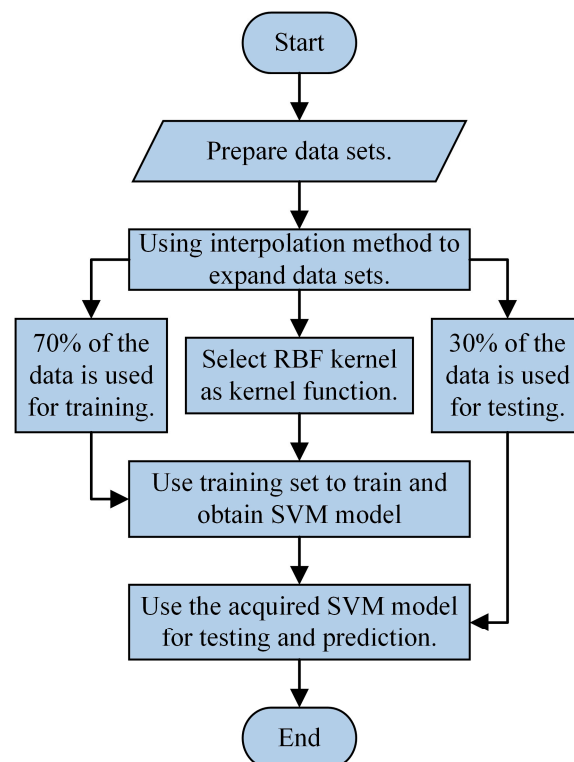 Start
Prepare data sets.
Using interpolation method to
expand data sets.
70% of the
data is used
for training.
Select RBF kernel
as kernel function.
30% of the
data is used
for testing.
Use training set to train and
obtain SVM model
Use the acquired SVM model
for testing and prediction.
End